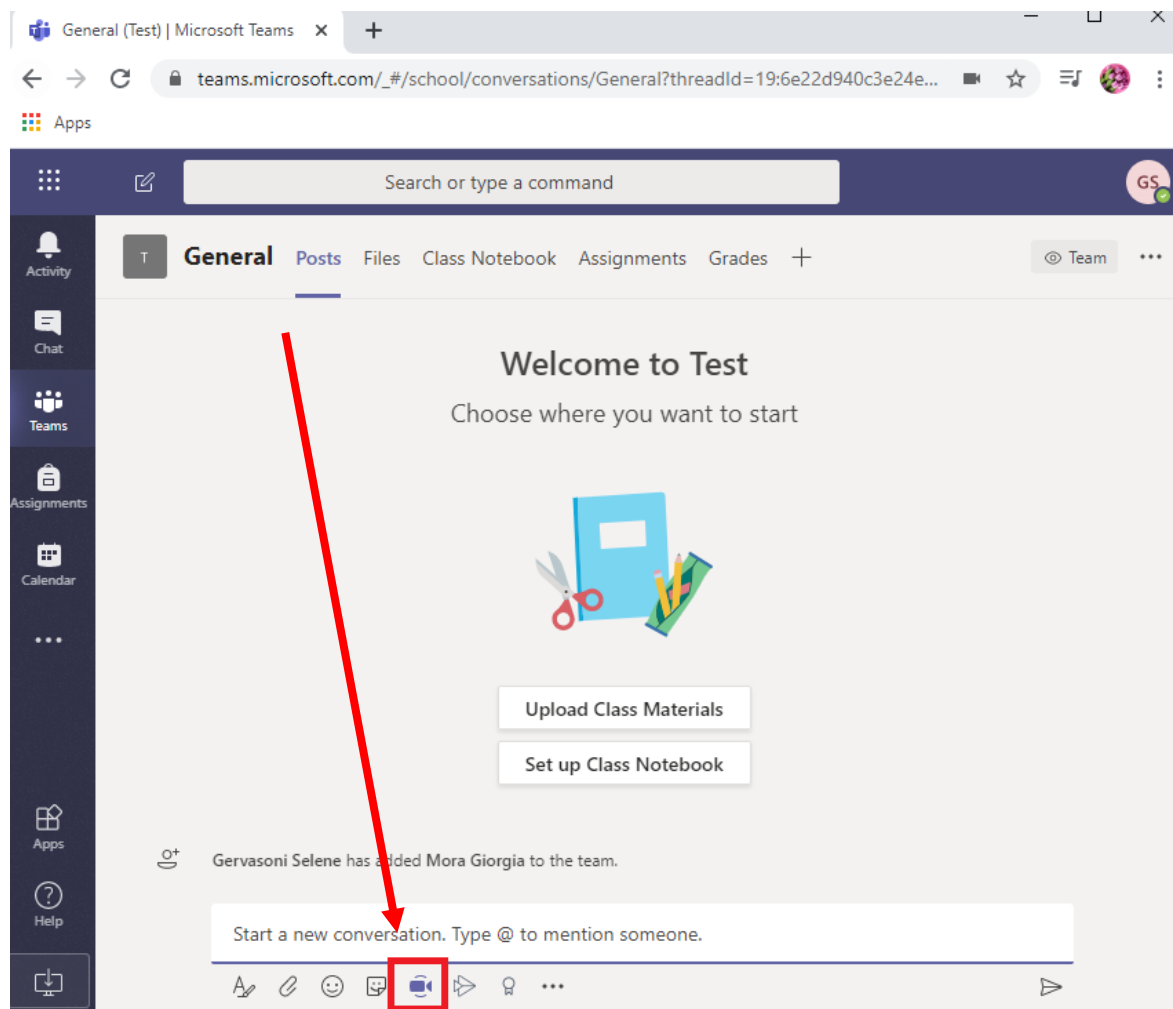 General (Test) | Microsoft Teams
teams.microsoft.com/_#/school/conversations/General?threadId=19:6e22d940c3e24e...
Apps
Search or type a command
GS
Activity
Chat
Teams
Assignments
Calendar
Apps
Help
T General Posts Files Class Notebook Assignments Grades
Team
Welcome to Test
Choose where you want to start
Upload Class Materials
Set up Class Notebook
Gervasoni Selene has added Mora Giorgia to the team.
Start a new conversation. Type @ to mention someone.